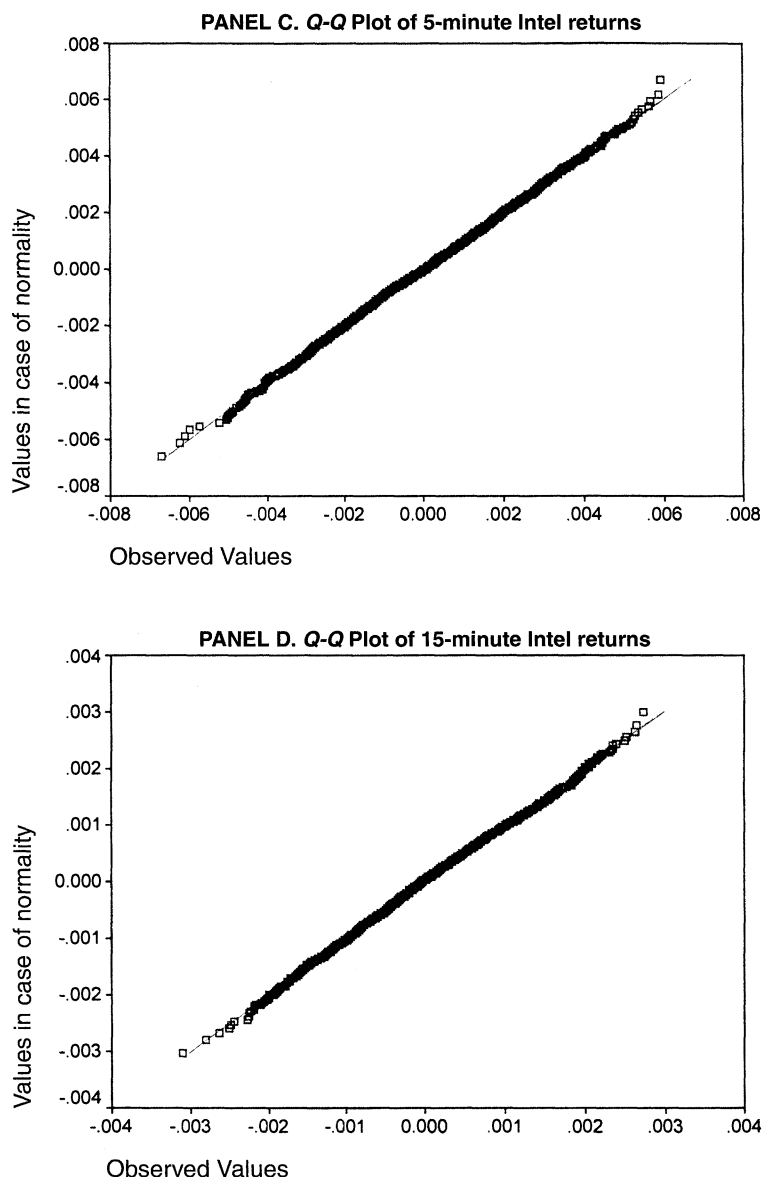 PANEL C. Q-Q Plot of 5-minute Intel returns
.008
.006
.004
.002
0.000
-.002
-.004
-.006
-.008
Values in case of normality
-.008 -.006 -.004 -.002 0.000 .002 .004 .006 .008
Observed Values
PANEL D. Q-Q Plot of 15-minute Intel returns
.004
.003
.002
.001
0.000
-.001
-.002
-.003
-.004
Values in case of normality
-.004 -.003 -.002 -.001 0.000 .001 .002 .003 .004
Observed Values